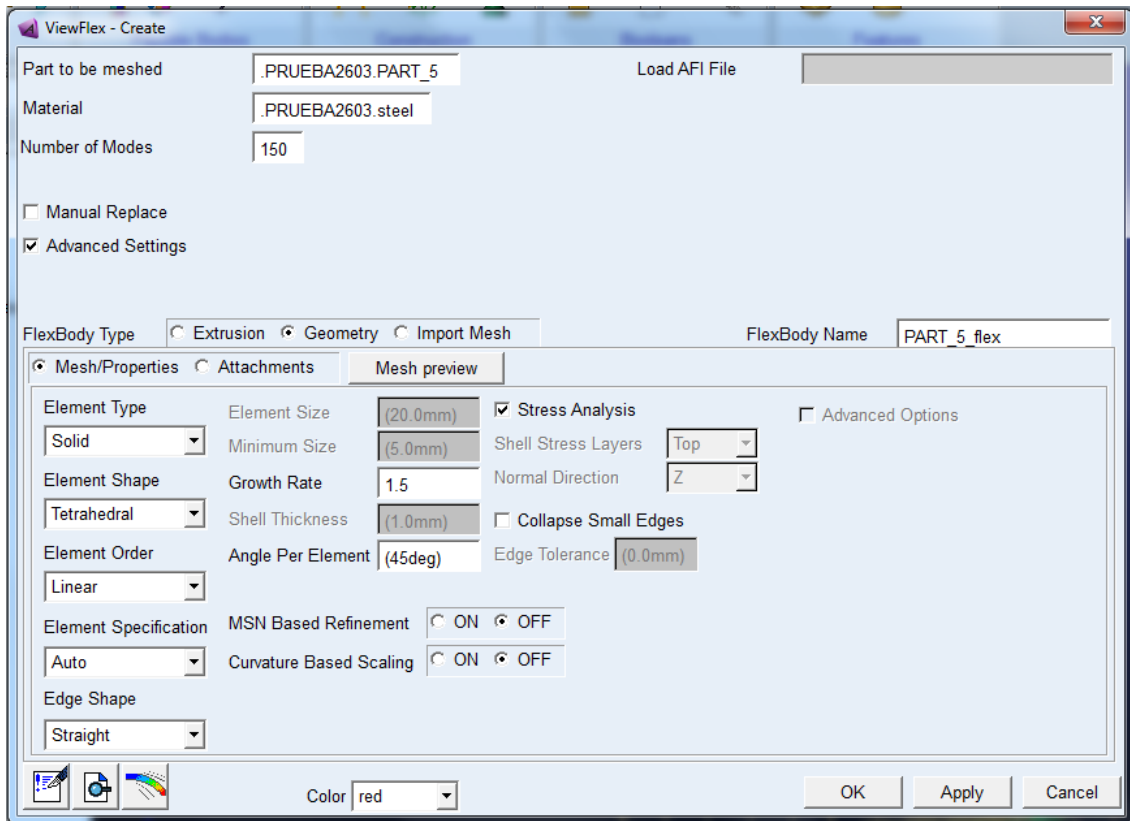 ViewFlex - Create
Part to be meshed .PRUEBA2603.PART_5 Load AFI File
Material .PRUEBA2603.steel
Number of Modes 150
Manual Replace
Advanced Settings
FlexBody Type Extrusion Geometry Import Mesh FlexBody Name PART_5_flex
Mesh/Properties Attachments Mesh preview
Element Type Element Size (20.0mm) Stress Analysis Advanced Options
Solid Minimum Size (5.0mm) Shell Stress Layers Top
Element Shape Growth Rate 1.5 Normal Direction Z
Tetrahedral Shell Thickness (1.0mm) Collapse Small Edges
Element Order Angle Per Element (45deg) Edge Tolerance (0.0mm)
Linear
Element Specification MSN Based Refinement ON OFF
Auto Curvature Based Scaling ON OFF
Edge Shape
Straight
Color red OK Apply Cancel